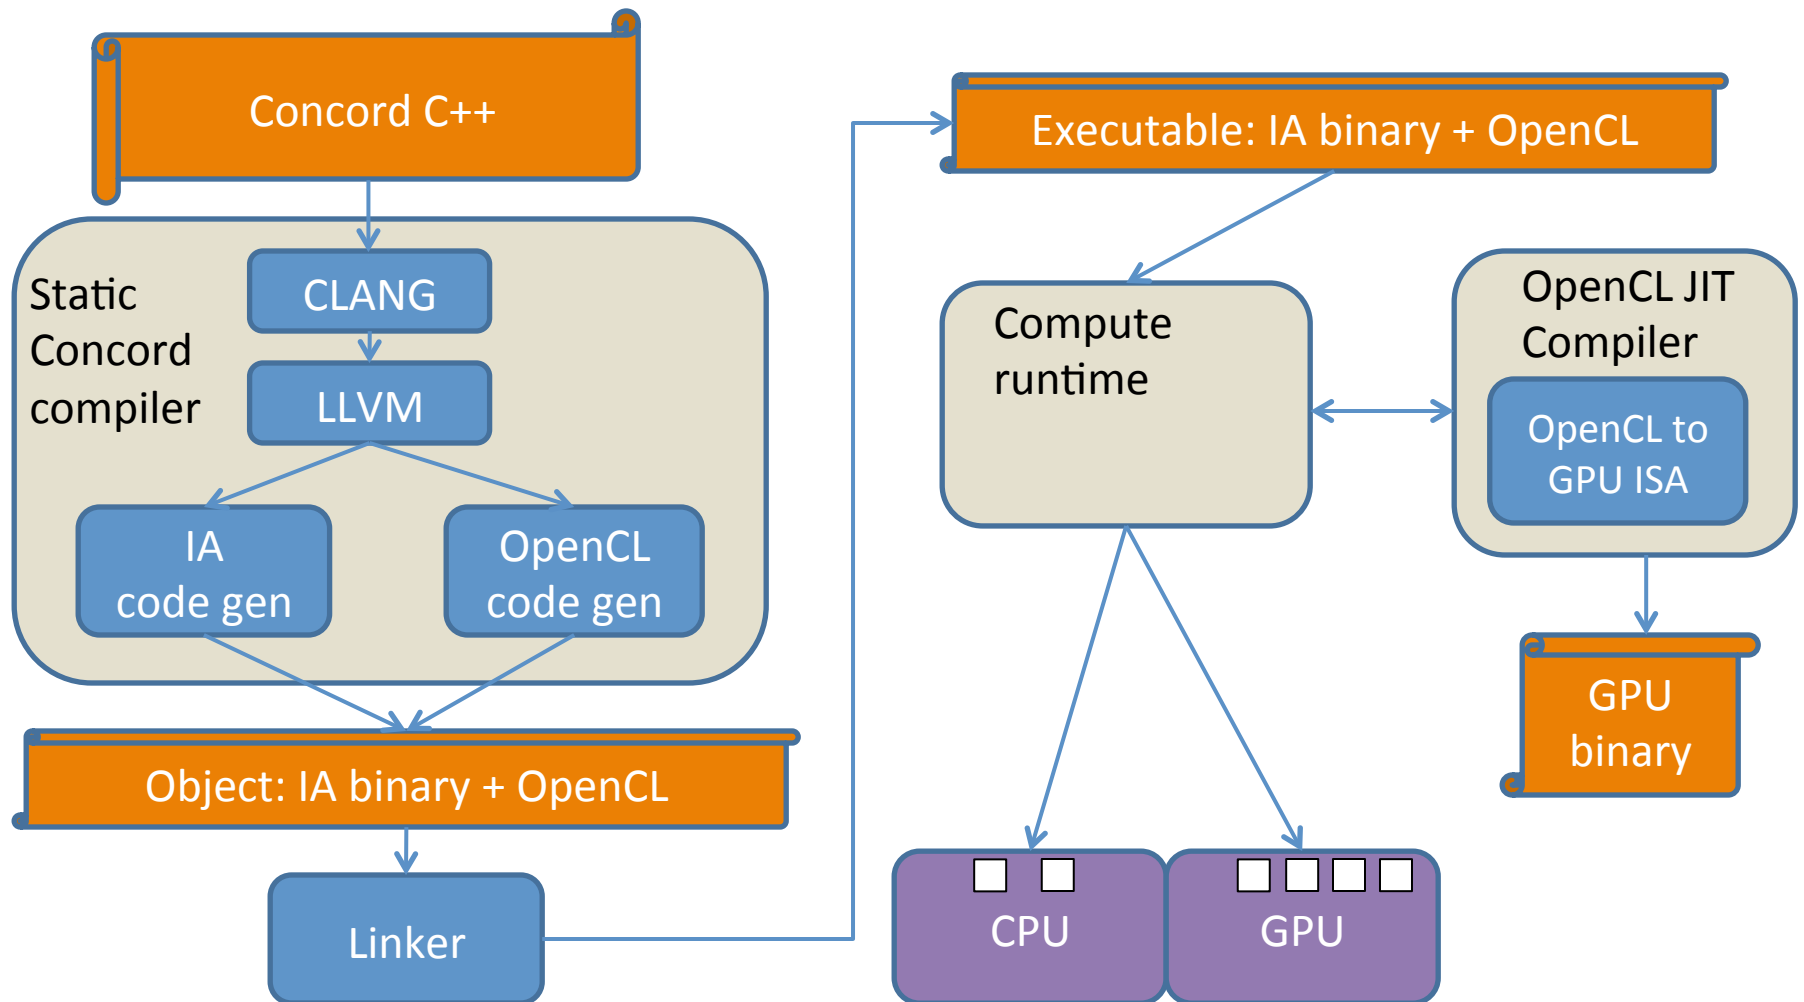 Concord C++
Static
Concord
compiler
CLANG
LLVM
IA
code gen
OpenCL
code gen
Object: IA binary + OpenCL
Linker
Executable: IA binary + OpenCL
Compute
runtime
OpenCL JIT
Compiler
OpenCL to
GPU ISA
GPU
binary
CPU
GPU